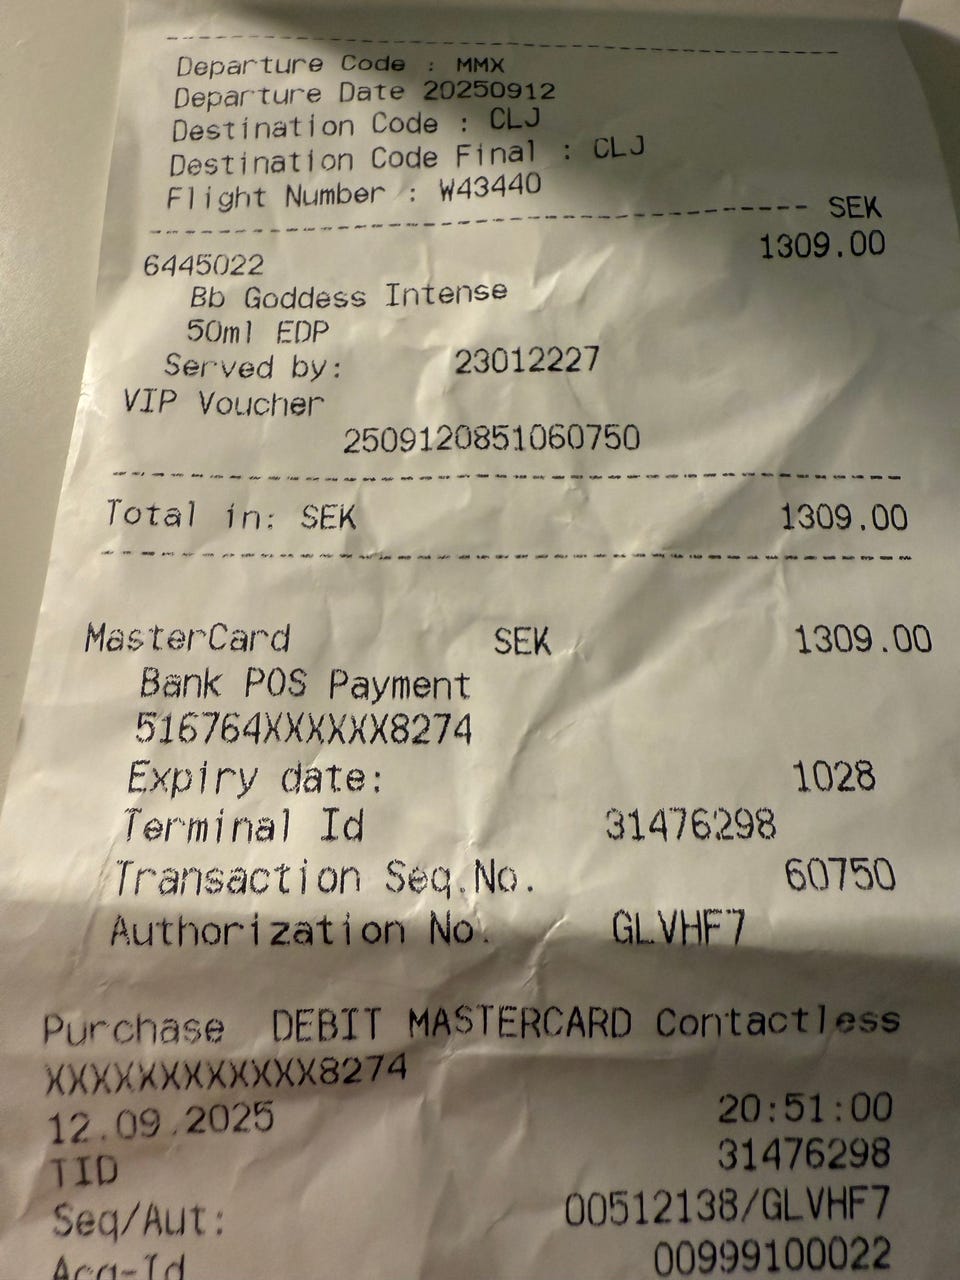 Departure Code : MMX
Departure Date 20250912
Destination Code : CLJ
Destination Code Final : CLJ
Flight Number : W43440
SEK
6445022 1309.00
Bb Goddess Intense
50ml EDP
Served by: 23012227
VIP Voucher
2509120851060750
Total in: SEK 1309.00
MasterCard SEK 1309.00
Bank POS Payment
516764XXXXXX8274
Expiry date: 1028
Terminal Id 31476298
Transaction Seq.No. 60750
Authorization No. GLVHF7
Purchase DEBIT MASTERCARD Contactless
XXXXXXXXXXXX8274
12.09.2025 20:51:00
TID 31476298
Seq/Aut: 00512138/GLVHF7
Acq-Id 00999100022